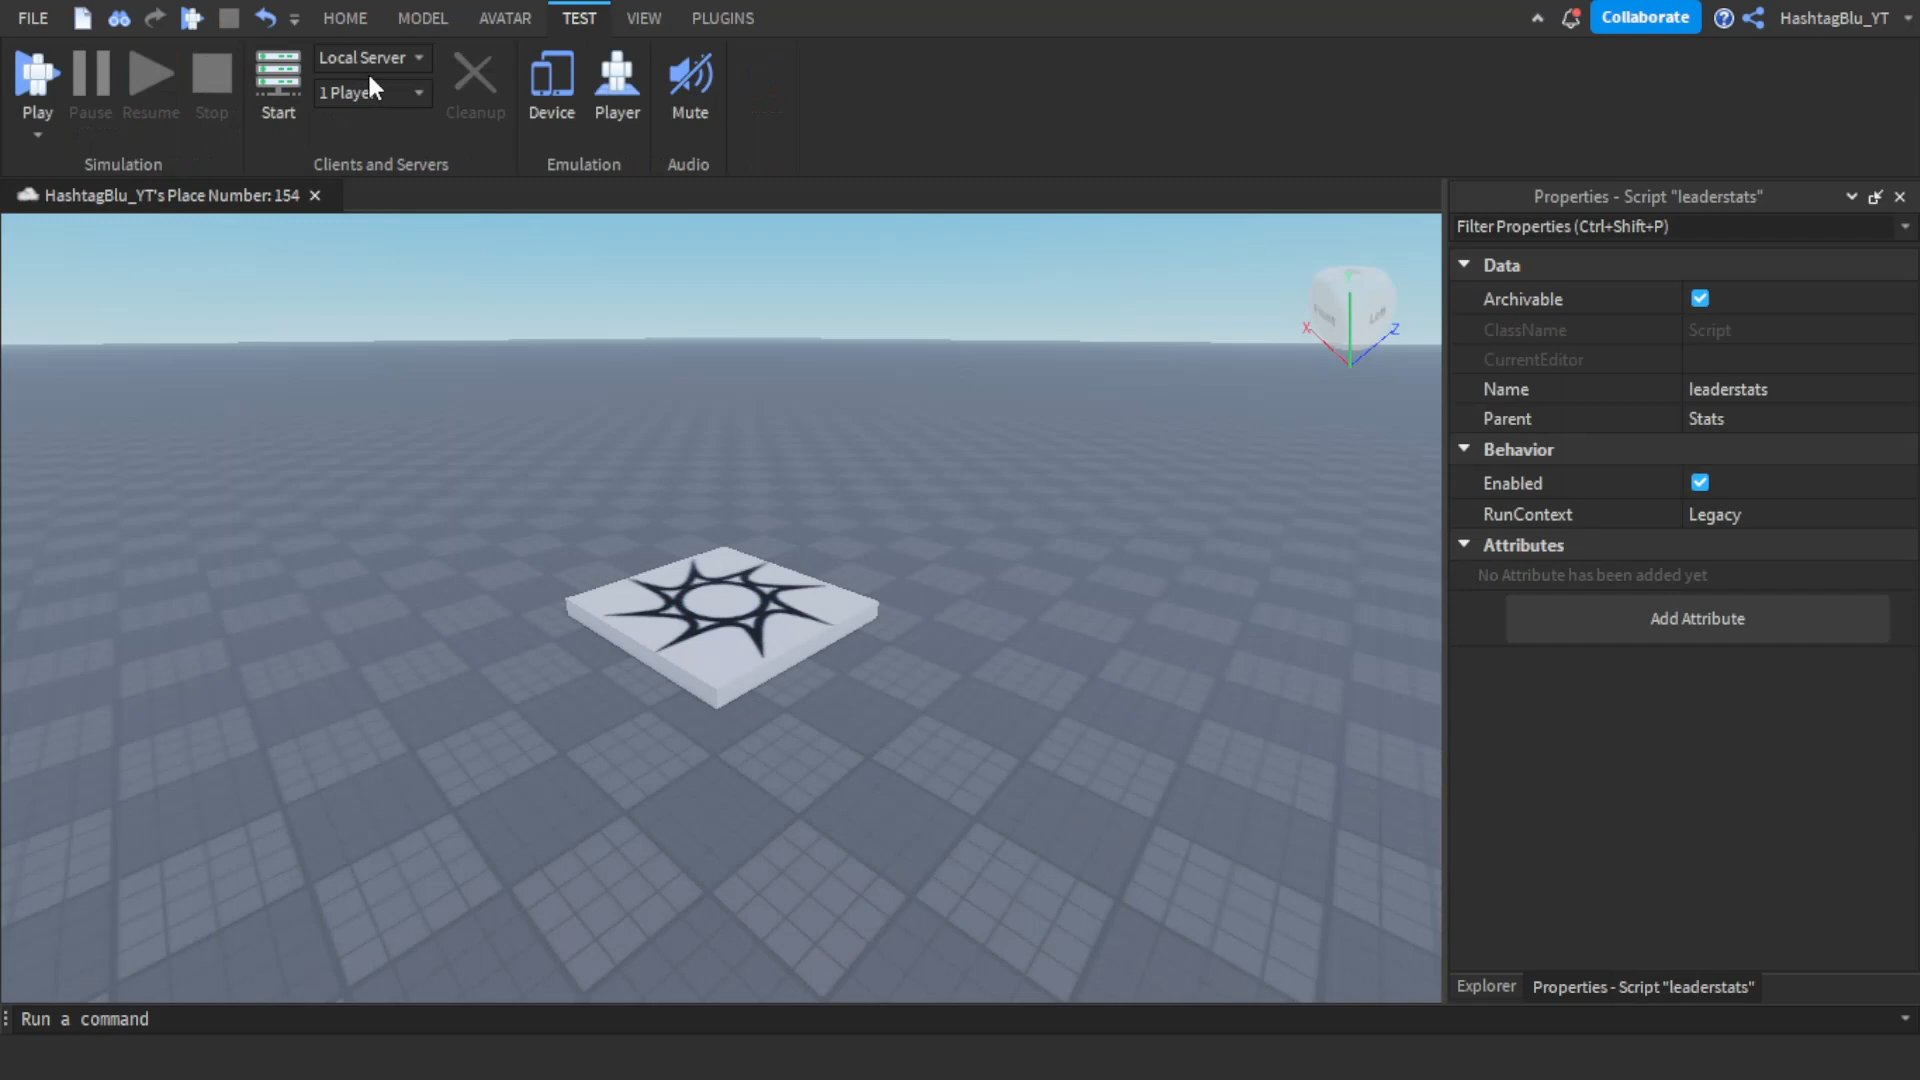 FILE HOME MODEL AVATAR TEST VIEW PLUGINS Collaborate HashtagBlu_YT
Local Server
1 Player
Play Pause Resume Stop Start Cleanup Device Player Mute
Simulation Clients and Servers Emulation Audio
HashtagBlu_YT's Place Number: 154
Properties - Script "leaderstats"
Filter Properties (Ctrl+Shift+P)
Data
Archivable
ClassName Script
CurrentEditor
Name leaderstats
Parent Stats
Behavior
Enabled
RunContext Legacy
Attributes
No Attribute has been added yet
Add Attribute
X Z
Explorer Properties - Script "leaderstats"
Run a command